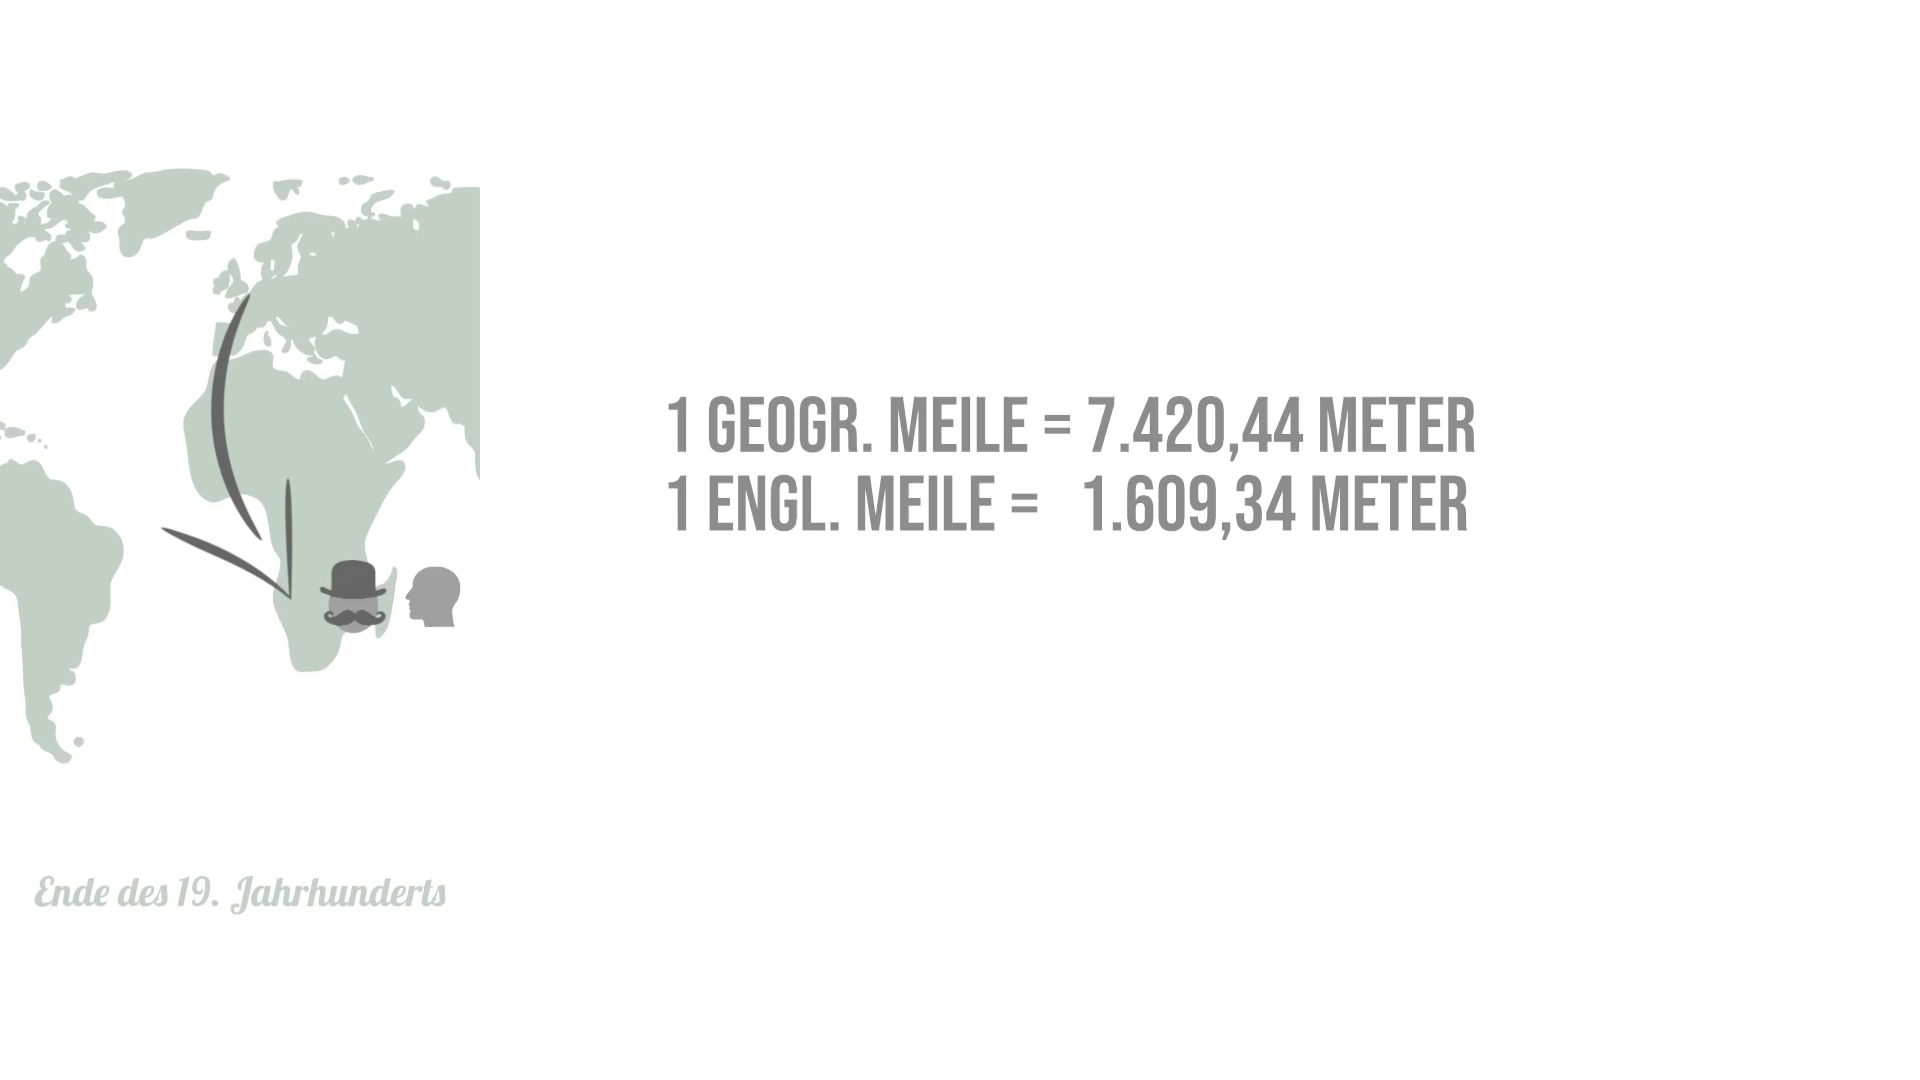 1 GEOGR. MEILE = 7.420,44 METER
1 ENGL. MEILE = 1.609,34 METER
Ende des 19. Jahrhunderts